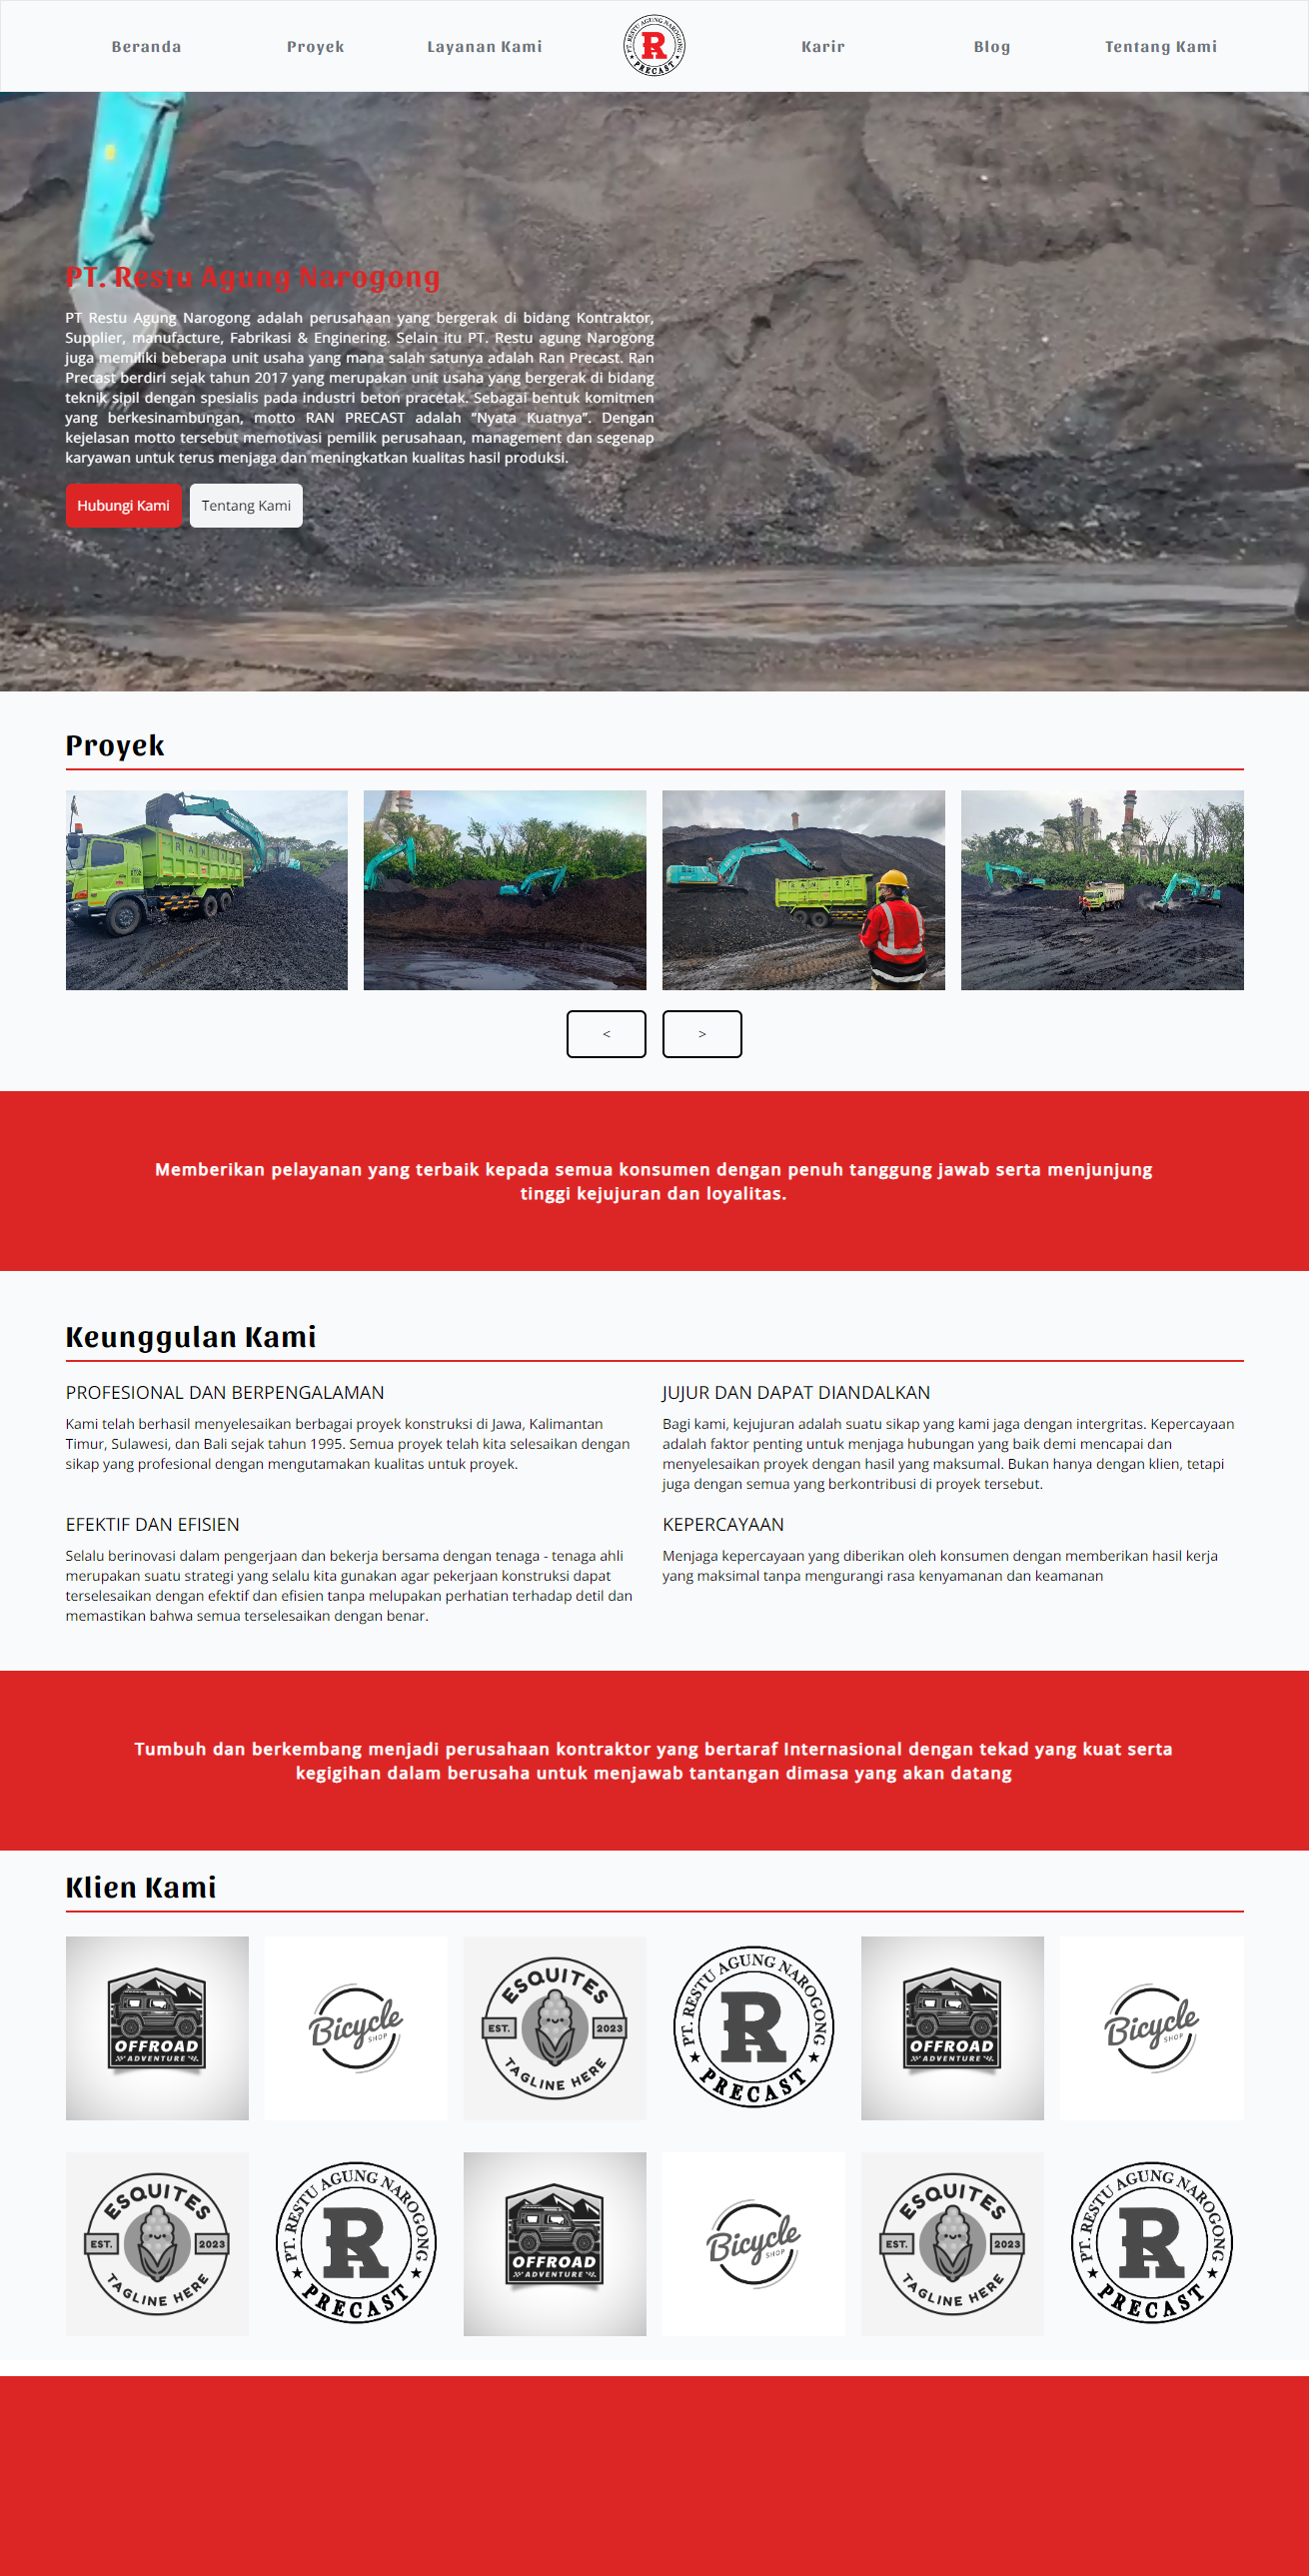 Beranda
Proyek
Layanan Kami
PT. RESTU AGUNG NAROGONG
R
PRECAST
Karir
Blog
Tentang Kami
PT. Restu Agung Narogong
PT Restu Agung Narogong adalah perusahaan yang bergerak di bidang Kontraktor,
Supplier, manufacture, Fabrikasi & Enginering. Selain itu PT. Restu agung Narogong
juga memiliki beberapa unit usaha yang mana salah satunya adalah Ran Precast. Ran
Precast berdiri sejak tahun 2017 yang merupakan unit usaha yang bergerak di bidang
teknik sipil dengan spesialis pada industri beton pracetak. Sebagai bentuk komitmen
yang berkesinambungan, motto RAN PRECAST adalah “Nyata Kuatnya”. Dengan
kejelasan motto tersebut memotivasi pemilik perusahaan, management dan segenap
karyawan untuk terus menjaga dan meningkatkan kualitas hasil produksi.
Hubungi Kami
Tentang Kami
Proyek
<
>
Memberikan pelayanan yang terbaik kepada semua konsumen dengan penuh tanggung jawab serta menjunjung
tinggi kejujuran dan loyalitas.
Keunggulan Kami
PROFESIONAL DAN BERPENGALAMAN
Kami telah berhasil menyelesaikan berbagai proyek konstruksi di Jawa, Kalimantan
Timur, Sulawesi, dan Bali sejak tahun 1995. Semua proyek telah kita selesaikan dengan
sikap yang profesional dengan mengutamakan kualitas untuk proyek.
JUJUR DAN DAPAT DIANDALKAN
Bagi kami, kejujuran adalah suatu sikap yang kami jaga dengan intergritas. Kepercayaan
adalah faktor penting untuk menjaga hubungan yang baik demi mencapai dan
menyelesaikan proyek dengan hasil yang maksumal. Bukan hanya dengan klien, tetapi
juga dengan semua yang berkontribusi di proyek tersebut.
EFEKTIF DAN EFISIEN
Selalu berinovasi dalam pengerjaan dan bekerja bersama dengan tenaga - tenaga ahli
merupakan suatu strategi yang selalu kita gunakan agar pekerjaan konstruksi dapat
terselesaikan dengan efektif dan efisien tanpa melupakan perhatian terhadap detil dan
memastikan bahwa semua terselesaikan dengan benar.
KEPERCAYAAN
Menjaga kepercayaan yang diberikan oleh konsumen dengan memberikan hasil kerja
yang maksimal tanpa mengurangi rasa kenyamanan dan keamanan
Tumbuh dan berkembang menjadi perusahaan kontraktor yang bertaraf Internasional dengan tekad yang kuat serta
kegigihan dalam berusaha untuk menjawab tantangan dimasa yang akan datang
Klien Kami
OFFROAD
ADVENTURE
Bicycle
SHOP
ESQUITES
EST. 2023
TAGLINE HERE
PT. RESTU AGUNG NAROGONG
R
PRECAST
OFFROAD
ADVENTURE
Bicycle
SHOP
ESQUITES
EST. 2023
TAGLINE HERE
PT. RESTU AGUNG NAROGONG
R
PRECAST
OFFROAD
ADVENTURE
Bicycle
SHOP
ESQUITES
EST. 2023
TAGLINE HERE
PT. RESTU AGUNG NAROGONG
R
PRECAST